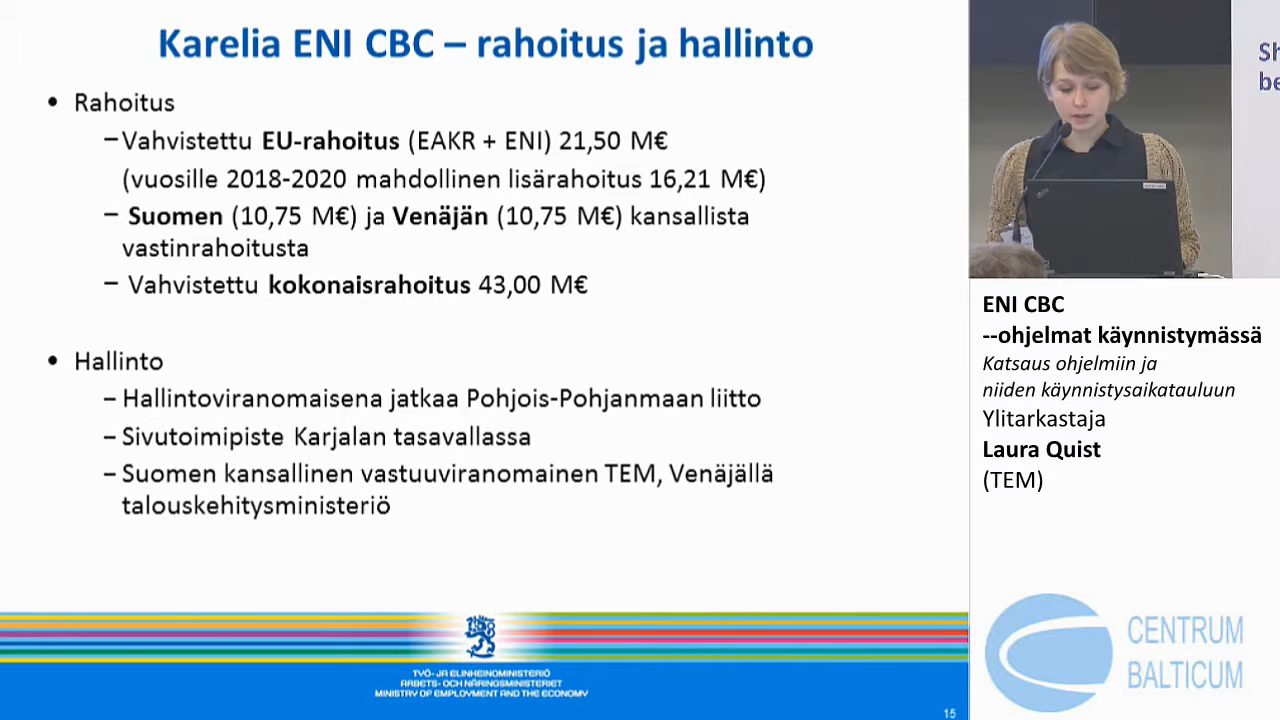 Karelia ENI CBC – rahoitus ja hallinto
• Rahoitus
– Vahvistettu EU-rahoitus (EAKR + ENI) 21,50 M€
(vuosille 2018-2020 mahdollinen lisärahoitus 16,21 M€)
– Suomen (10,75 M€) ja Venäjän (10,75 M€) kansallista
vastinrahoitusta
– Vahvistettu kokonaisrahoitus 43,00 M€
• Hallinto
– Hallintoviranomaisena jatkaa Pohjois-Pohjanmaan liitto
– Sivutoimipiste Karjalan tasavallassa
– Suomen kansallinen vastuuviranomainen TEM, Venäjällä
talouskehitysministeriö
TYÖ- JA ELINKEINOMINISTERIÖ
ARBETS- OCH NÄRINGSMINISTERIET
MINISTRY OF EMPLOYMENT AND THE ECONOMY
15
Sh
be
ENI CBC
--ohjelmat käynnistymässä
Katsaus ohjelmiin ja
niiden käynnistysaikatauluun
Ylitarkastaja
Laura Quist
(TEM)
CENTRUM
BALTICUM